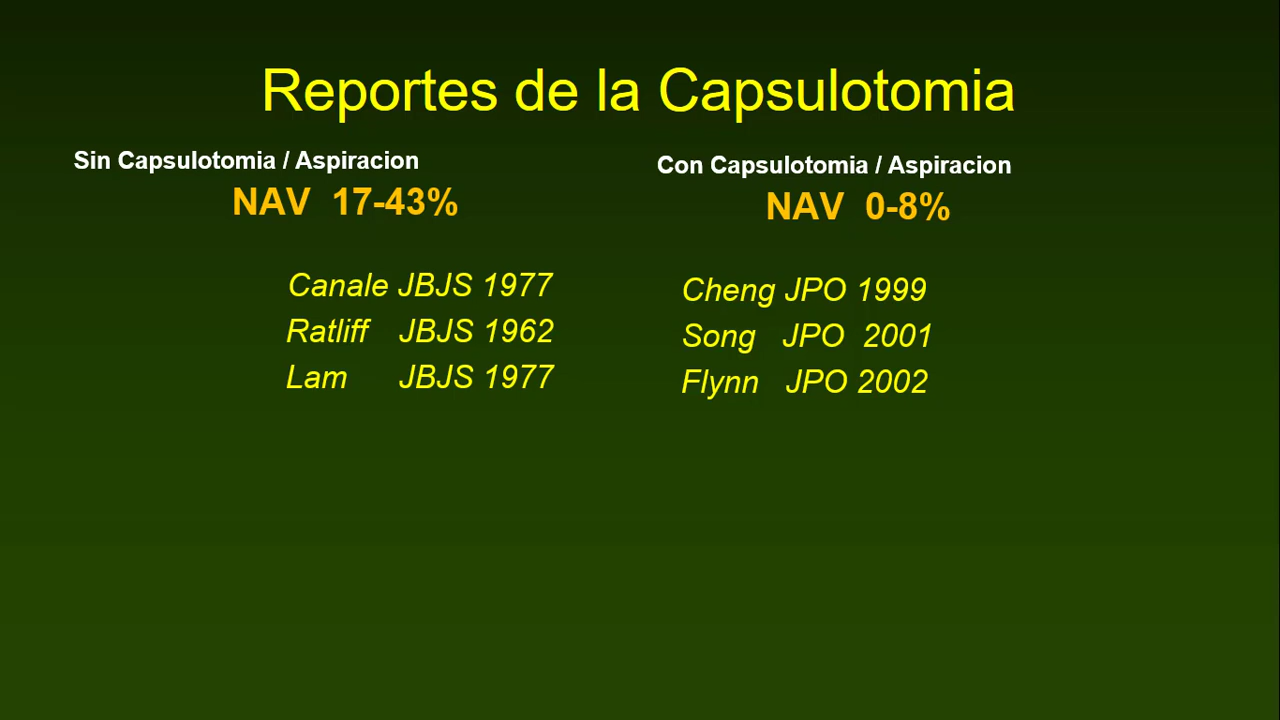 Reportes de la Capsulotomia
Sin Capsulotomia / Aspiracion
NAV 17-43%
Canale JBJS 1977
Ratliff JBJS 1962
Lam JBJS 1977
Con Capsulotomia / Aspiracion
NAV 0-8%
Cheng JPO 1999
Song JPO 2001
Flynn JPO 2002